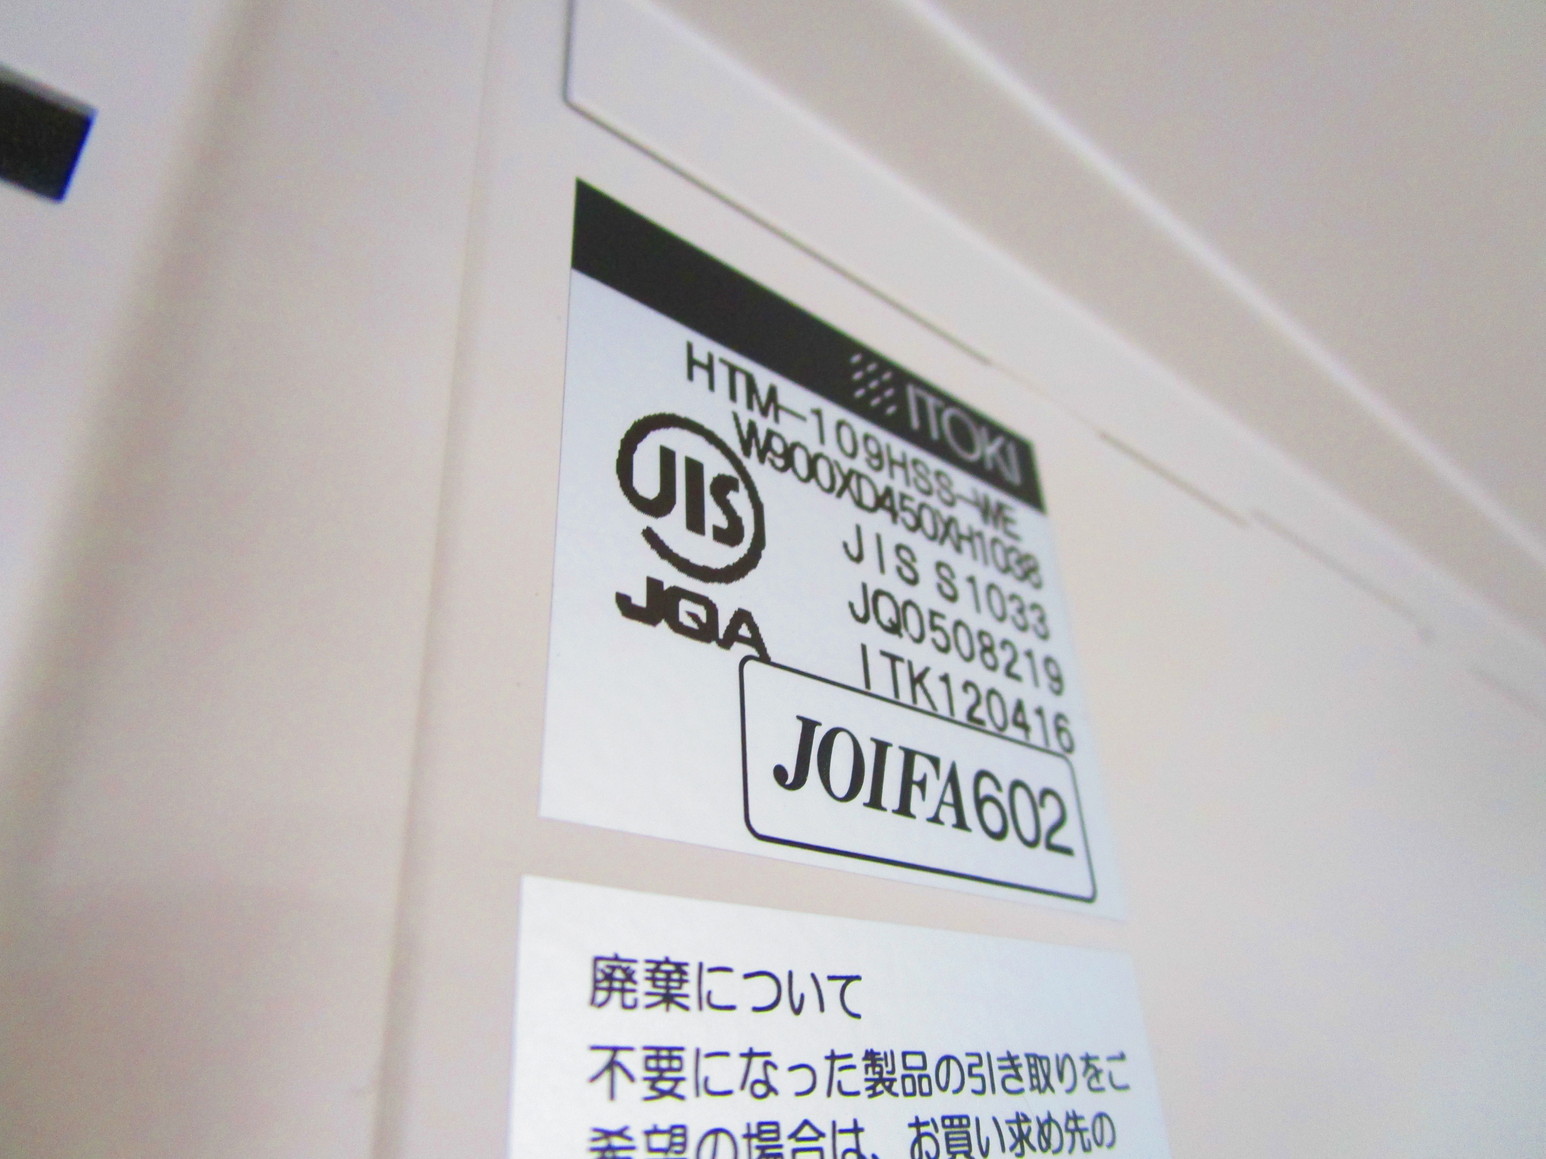 ITOKI
HTM-109HSS-WE
W900XD450XH1038
JIS S1033
JQ0508219
ITK120416
JIS
JQA
JOIFA602
廃棄について
不要になった製品の引き取りをご
希望の場合は、お買い求め先の